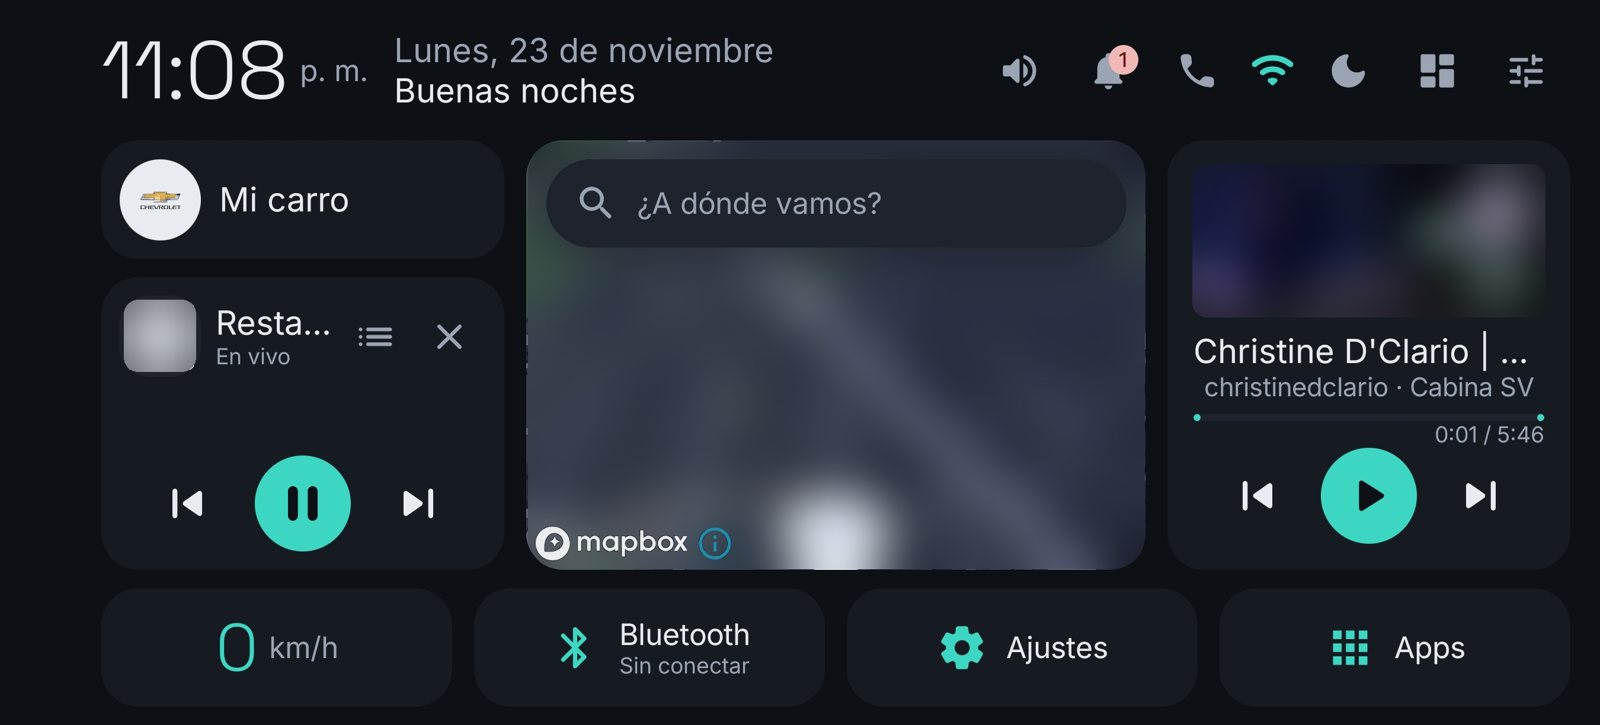 11:08 p. m.
Lunes, 23 de noviembre
Buenas noches
1
CHEVROLET
Mi carro
¿A dónde vamos?
Resta...
En vivo
mapbox
Christine D'Clario | ...
christinedclario · Cabina SV
0:01 / 5:46
0 km/h
Bluetooth
Sin conectar
Ajustes
Apps